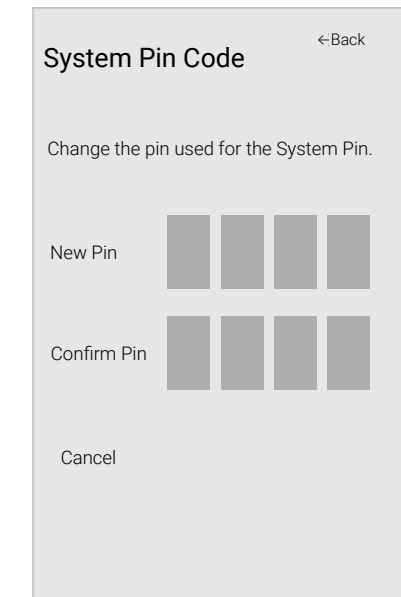 ←Back
System Pin Code
Change the pin used for the System Pin.
New Pin
Confirm Pin
Cancel